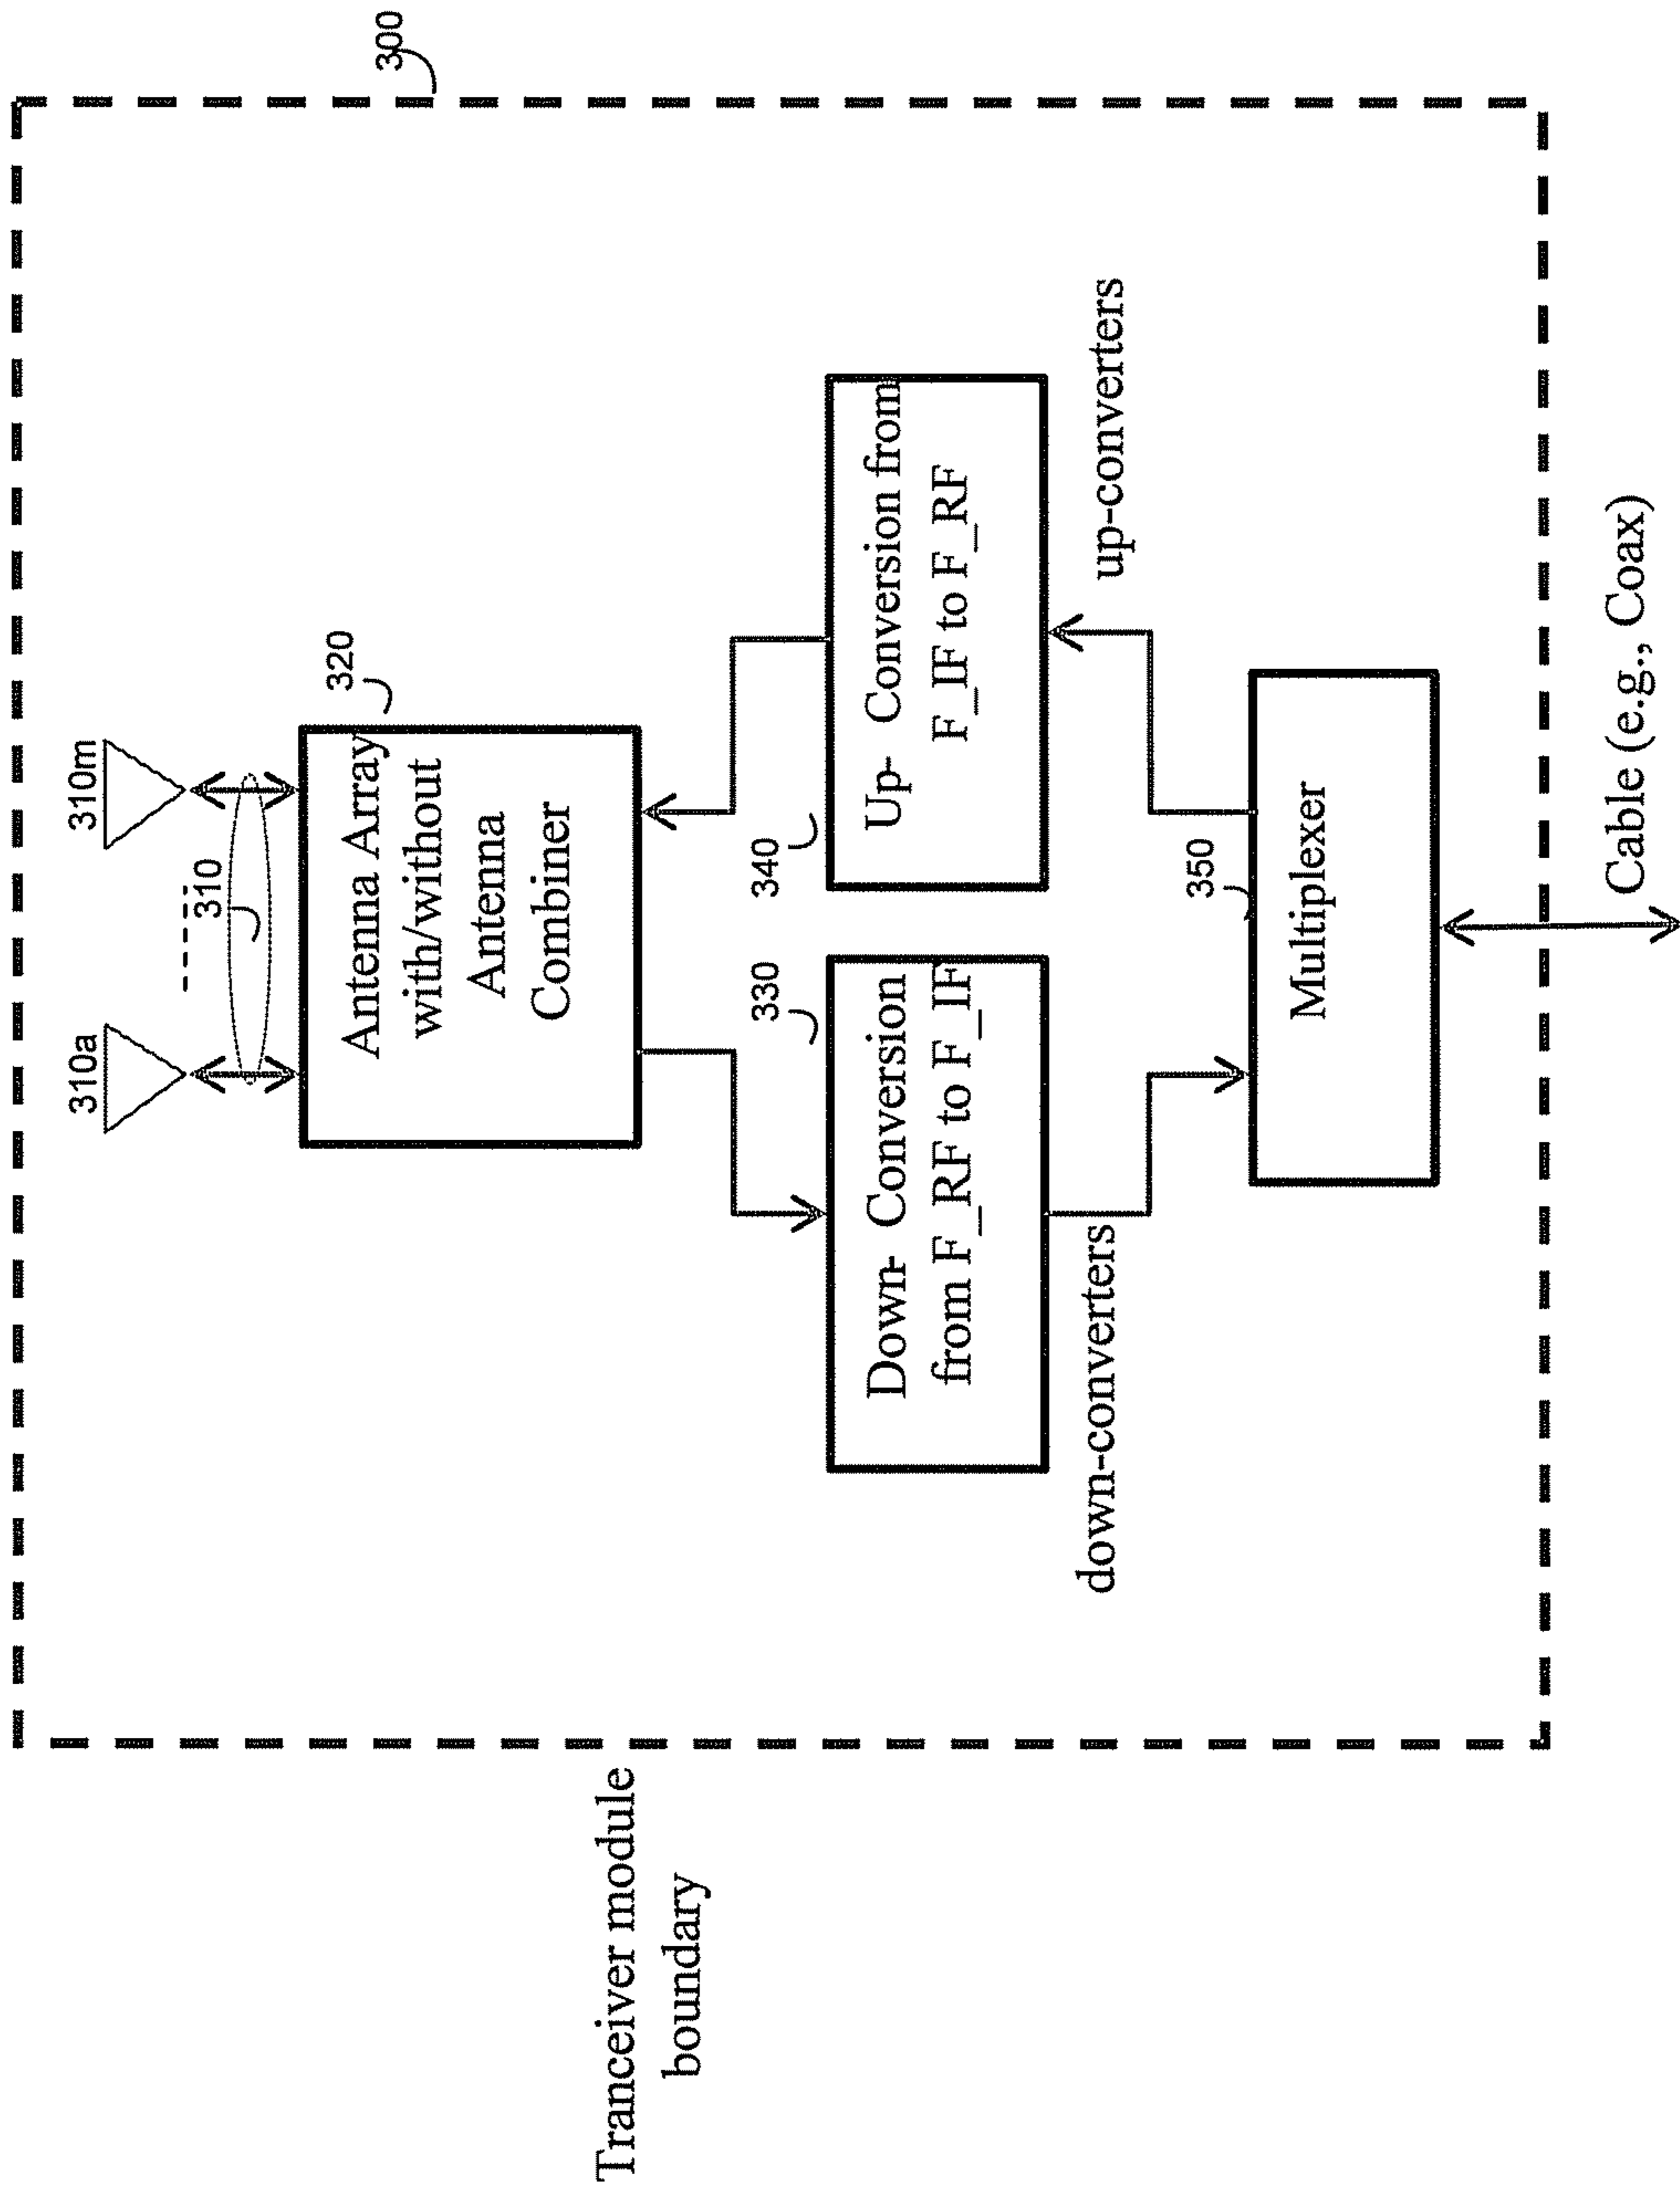 Tranceiver module
boundary
300
310a
310m
310
320
Antenna Array
with/without
Antenna
Combiner
330
Down- Conversion
from F_RF to F_IF
340
Up- Conversion from
F_IF to F_RF
down-converters
up-converters
350
Multiplexer
Cable (e.g., Coax)